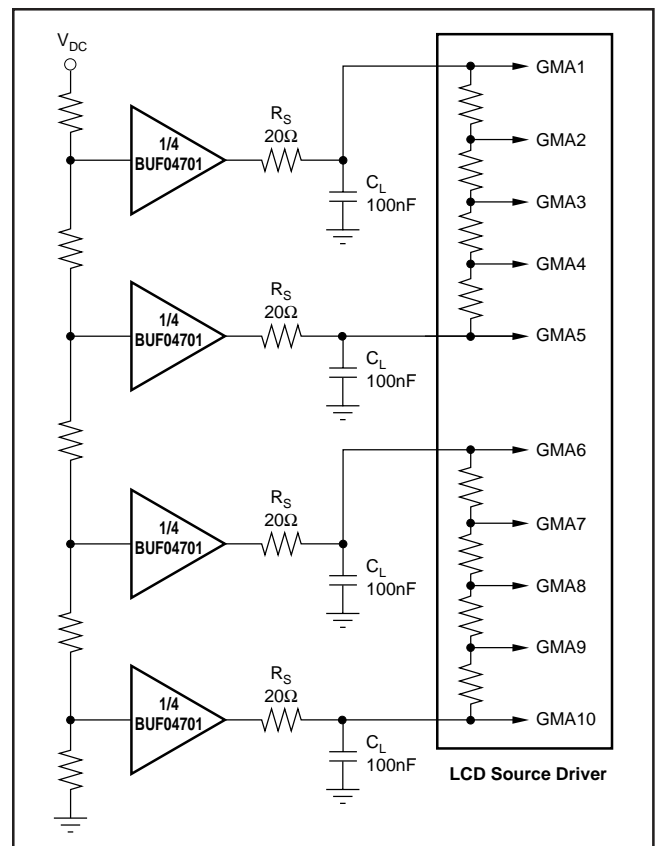 V_DC
1/4
BUF04701
R_S
20Ω
C_L
100nF
1/4
BUF04701
R_S
20Ω
C_L
100nF
1/4
BUF04701
R_S
20Ω
C_L
100nF
1/4
BUF04701
R_S
20Ω
C_L
100nF
GMA1
GMA2
GMA3
GMA4
GMA5
GMA6
GMA7
GMA8
GMA9
GMA10
LCD Source Driver